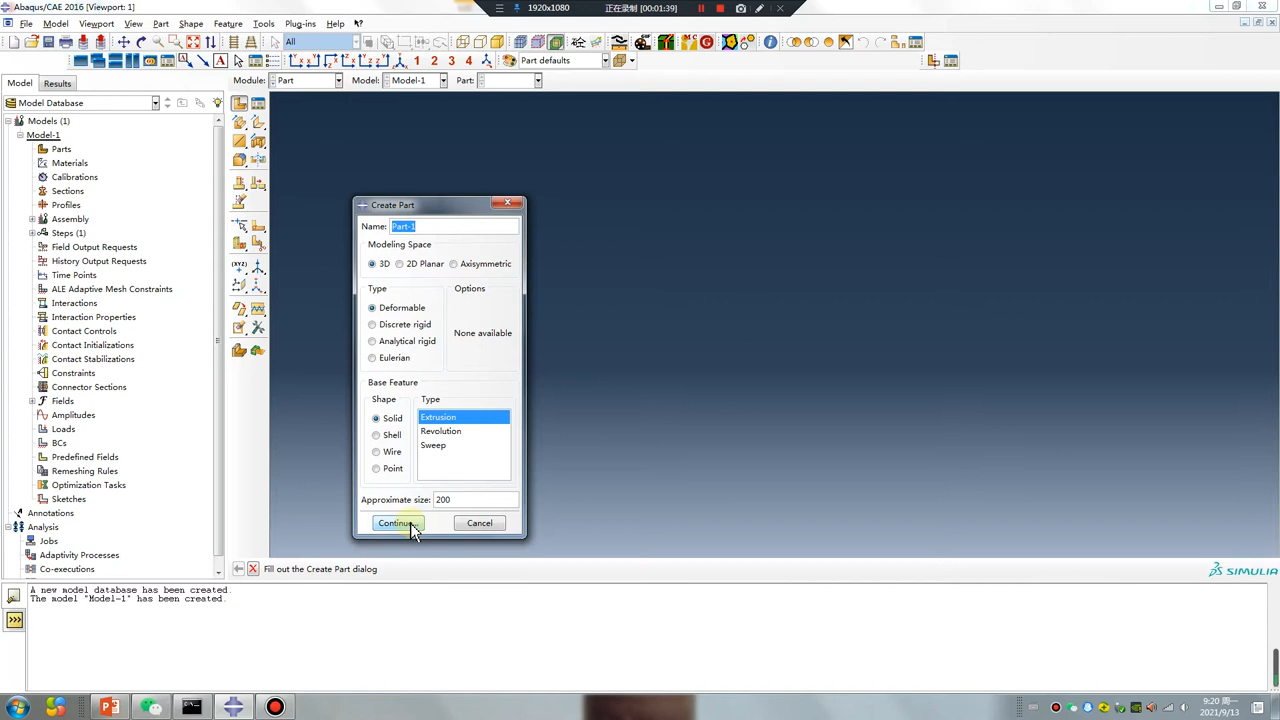 Abaqus/CAE 2016 [Viewport: 1]
1920x1080
正在录制 [00:01:39]
File
Model
Viewport
View
Part
Shape
Feature
Tools
Plug-ins
Help
All
1 2 3 4
Part defaults
Model
Results
Module:
Part
Model:
Model-1
Part:
Model Database
Models (1)
Model-1
Parts
Materials
Calibrations
Sections
Profiles
Assembly
Steps (1)
Field Output Requests
History Output Requests
Time Points
ALE Adaptive Mesh Constraints
Interactions
Interaction Properties
Contact Controls
Contact Initializations
Contact Stabilizations
Constraints
Connector Sections
Fields
Amplitudes
Loads
BCs
Predefined Fields
Remeshing Rules
Optimization Tasks
Sketches
Annotations
Analysis
Jobs
Adaptivity Processes
Co-executions
(XYZ)
Create Part
Name:
Part-1
Modeling Space
3D
2D Planar
Axisymmetric
Type
Options
Deformable
Discrete rigid
Analytical rigid
Eulerian
None available
Base Feature
Shape
Type
Solid
Shell
Wire
Point
Extrusion
Revolution
Sweep
Approximate size:
200
Continue...
Cancel
Fill out the Create Part dialog
SIMULIA
A new model database has been created.
The model "Model-1" has been created.
>>>
9:20 周一
2021/9/13